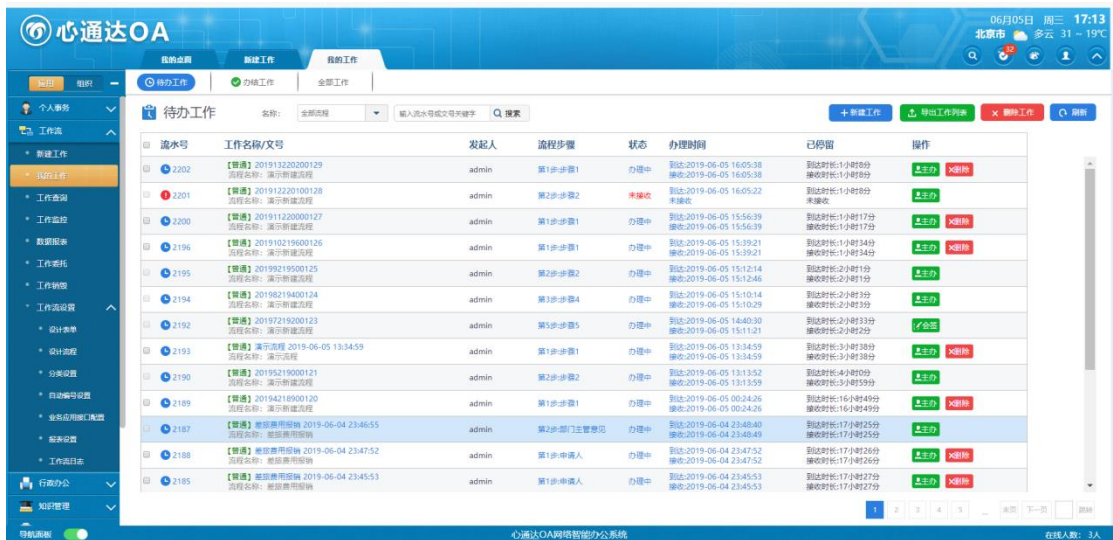 心通达OA
06月05日 周三 17:13
北京市 多云 31 ~ 19℃
我的桌面 新建工作 我的工作
32
应用 组织
待办工作 办结工作 全部工作
个人事务
工作流
新建工作
我的工作
工作查询
工作监控
数据报表
工作委托
工作销毁
工作流设置
设计表单
设计流程
分类设置
自动编号设置
业务应用接口配置
报表设置
工作流日志
行政办公
知识管理
待办工作 名称: 全部流程 输入流水号或文号关键字 搜索 +新建工作 导出工作列表 × 删除工作 刷新
流水号 工作名称/文号 发起人 流程步骤 状态 办理时间 已停留 操作
2202 【普通】201913220200129 admin 第1步:步骤1 办理中 到达:2019-06-05 16:05:38 到达时长:1小时8分 主办 ×删除
流程名称: 演示新建流程 接收:2019-06-05 16:05:38 接收时长:1小时8分
2201 【普通】201912220100128 admin 第2步:步骤2 未接收 到达:2019-06-05 16:05:22 到达时长:1小时8分 主办
流程名称: 演示新建流程 未接收 未接收
2200 【普通】201911220000127 admin 第1步:步骤1 办理中 到达:2019-06-05 15:56:39 到达时长:1小时17分 主办 ×删除
流程名称: 演示新建流程 接收:2019-06-05 15:56:39 接收时长:1小时17分
2196 【普通】201910219600126 admin 第1步:步骤1 办理中 到达:2019-06-05 15:39:21 到达时长:1小时34分 主办 ×删除
流程名称: 演示新建流程 接收:2019-06-05 15:39:21 接收时长:1小时34分
2195 【普通】20199219500125 admin 第2步:步骤2 办理中 到达:2019-06-05 15:12:14 到达时长:2小时1分 主办
流程名称: 演示新建流程 接收:2019-06-05 15:12:46 接收时长:2小时1分
2194 【普通】20198219400124 admin 第3步:步骤4 办理中 到达:2019-06-05 15:10:14 到达时长:2小时3分 主办
流程名称: 演示新建流程 接收:2019-06-05 15:10:29 接收时长:2小时3分
2192 【普通】20197219200123 admin 第5步:步骤5 办理中 到达:2019-06-05 14:40:30 到达时长:2小时33分 会签
流程名称: 演示新建流程 接收:2019-06-05 15:11:21 接收时长:2小时2分
2193 【普通】演示流程 2019-06-05 13:34:59 admin 第1步:步骤1 办理中 到达:2019-06-05 13:34:59 到达时长:3小时38分 主办 ×删除
流程名称: 演示流程 接收:2019-06-05 13:34:59 接收时长:3小时38分
2190 【普通】20195219000121 admin 第2步:步骤2 办理中 到达:2019-06-05 13:13:52 到达时长:4小时0分 主办
流程名称: 演示新建流程 接收:2019-06-05 13:13:59 接收时长:3小时59分
2189 【普通】20194218900120 admin 第1步:步骤1 办理中 到达:2019-06-05 00:24:26 到达时长:16小时49分 主办 ×删除
流程名称: 演示新建流程 接收:2019-06-05 00:24:26 接收时长:16小时49分
2187 【普通】差旅费用报销 2019-06-04 23:46:55 admin 第2步:部门主管意见 办理中 到达:2019-06-04 23:48:40 到达时长:17小时25分 主办
流程名称: 差旅费用报销 接收:2019-06-04 23:48:49 接收时长:17小时25分
2188 【普通】差旅费用报销 2019-06-04 23:47:52 admin 第1步:申请人 办理中 到达:2019-06-04 23:47:52 到达时长:17小时26分 主办 ×删除
流程名称: 差旅费用报销 接收:2019-06-04 23:47:52 接收时长:17小时26分
2185 【普通】差旅费用报销 2019-06-04 23:45:53 admin 第1步:申请人 办理中 到达:2019-06-04 23:45:53 到达时长:17小时27分 主办 ×删除
流程名称: 差旅费用报销 接收:2019-06-04 23:45:53 接收时长:17小时27分
1 2 3 4 5 ... 末页 下一页 跳转
导航面板 心通达OA网络智能办公系统 在线人数: 3人